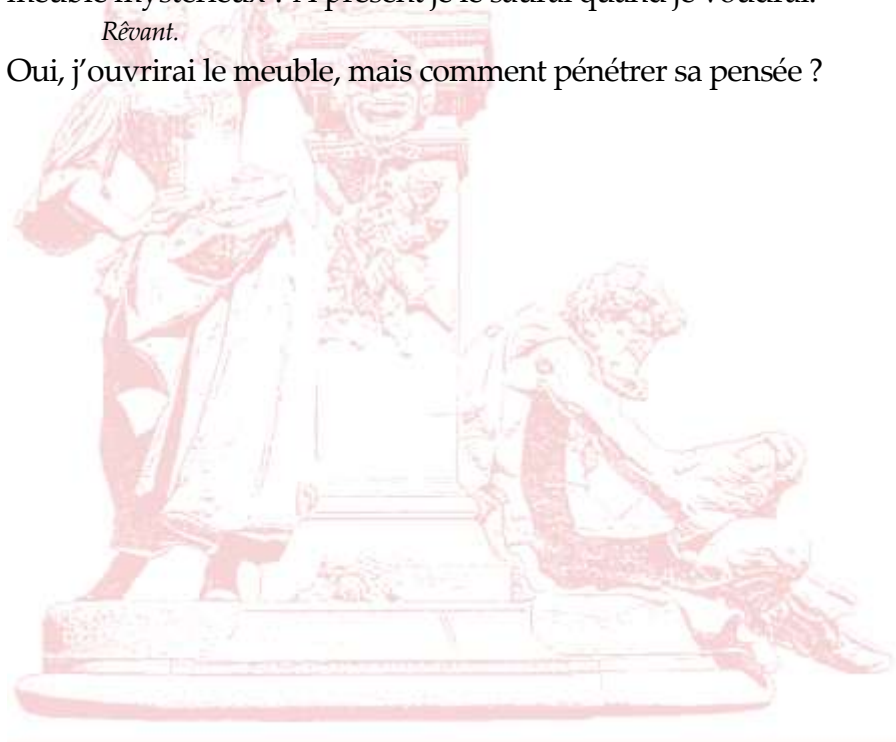 meuble mystérieux ? À présent je le saurai quand je voudrai.
Rêvant.
Oui, j'ouvrirai le meuble, mais comment pénétrer sa pensée ?